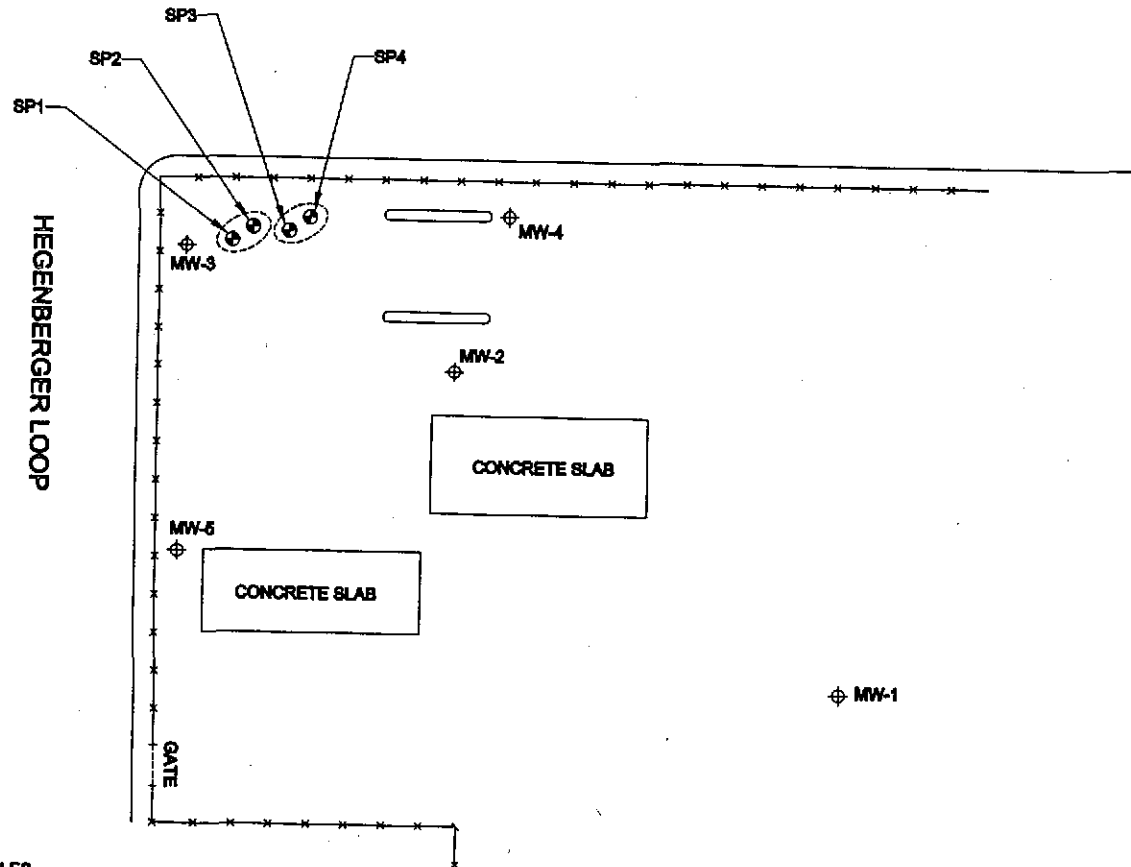 SP3
SP2
SP4
SP1
MW-4
MW-3
HEGENBERGER LOOP
MW-2
CONCRETE SLAB
MW-5
CONCRETE SLAB
MW-1
GATE